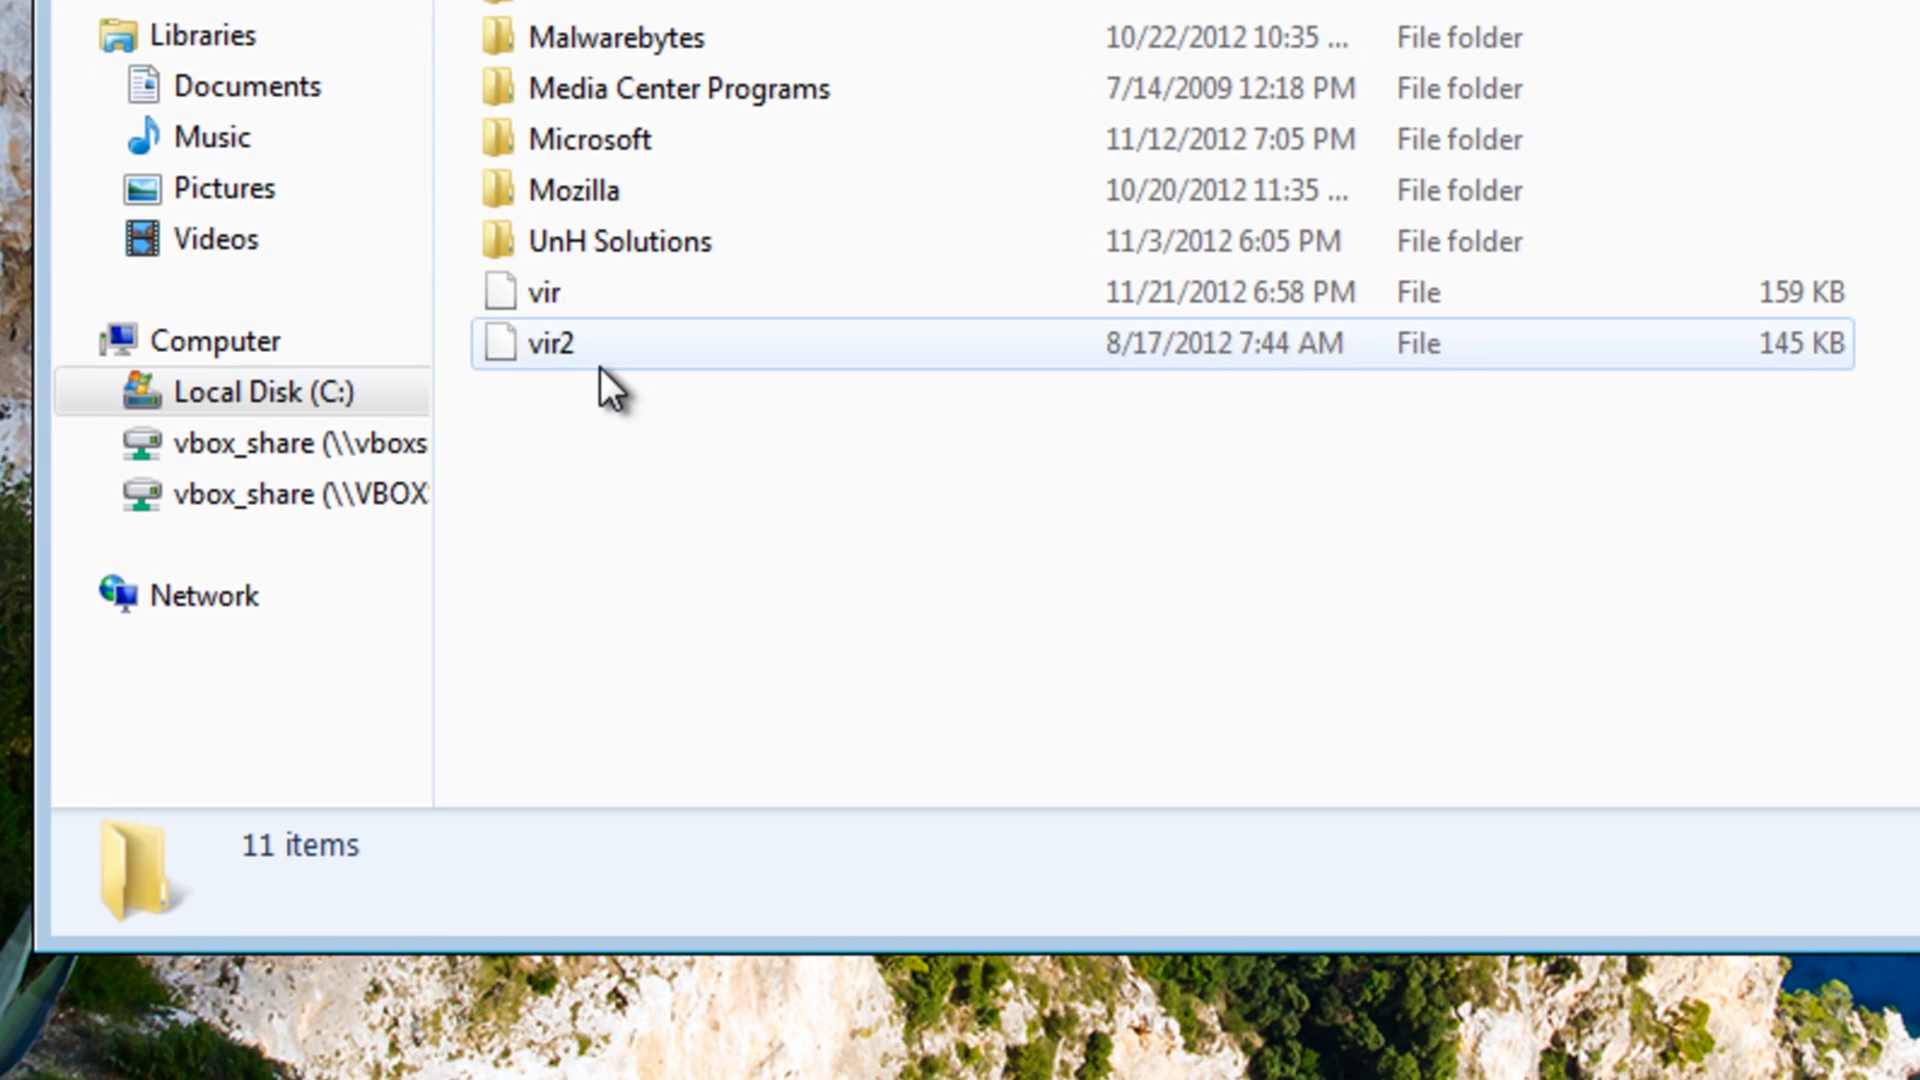 Libraries
Documents
Music
Pictures
Videos
Computer
Local Disk (C:)
vbox_share (\\vboxs
vbox_share (\\VBOX
Network
Malwarebytes 10/22/2012 10:35 ... File folder
Media Center Programs 7/14/2009 12:18 PM File folder
Microsoft 11/12/2012 7:05 PM File folder
Mozilla 10/20/2012 11:35 ... File folder
UnH Solutions 11/3/2012 6:05 PM File folder
vir 11/21/2012 6:58 PM File 159 KB
vir2 8/17/2012 7:44 AM File 145 KB
11 items